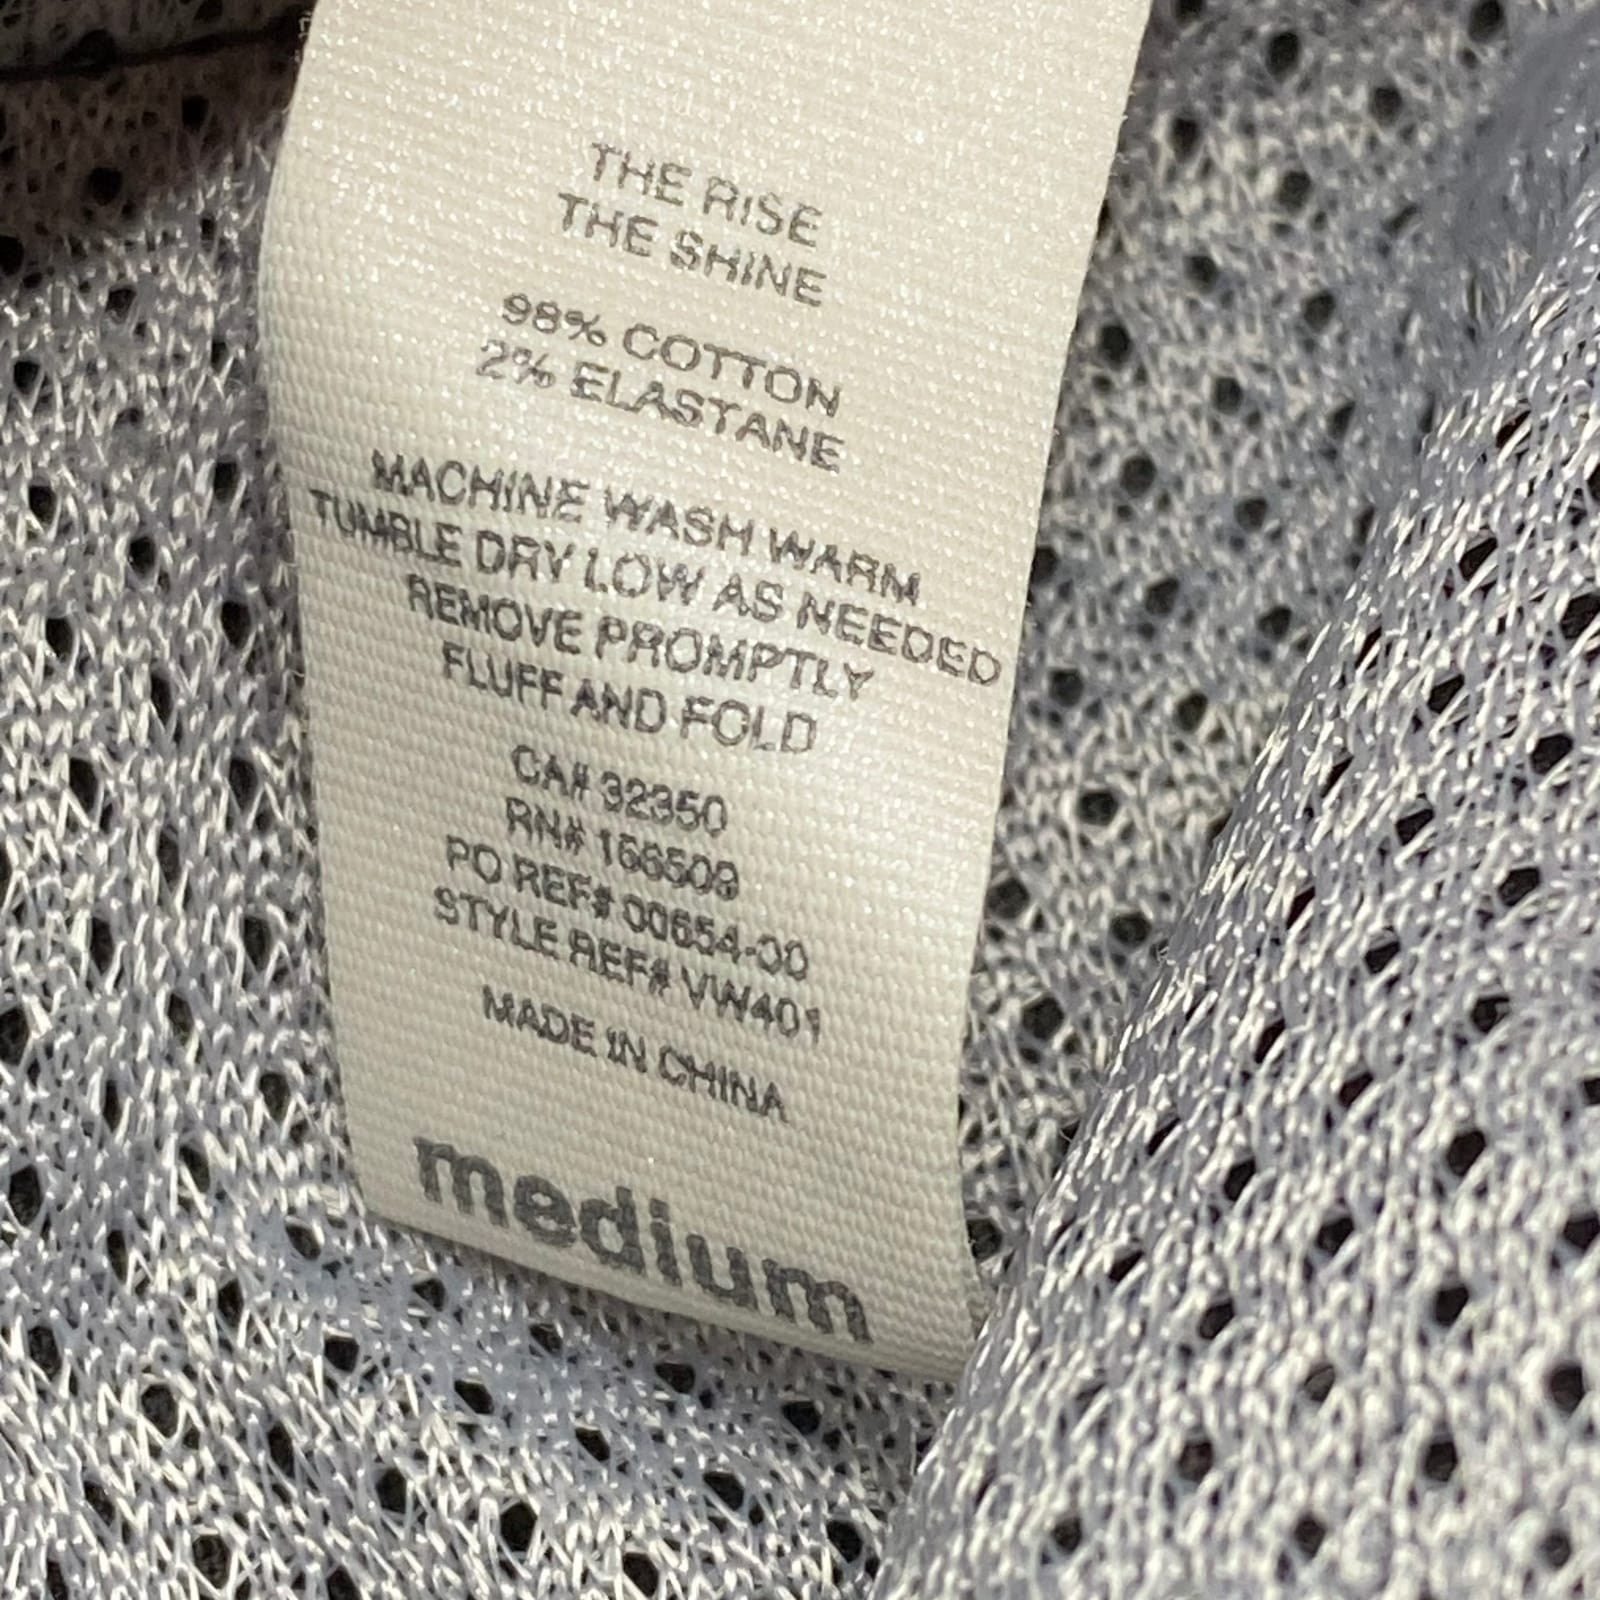 THE RISE
THE SHINE
98% COTTON
2% ELASTANE
MACHINE WASH WARM
TUMBLE DRY LOW AS NEEDED
REMOVE PROMPTLY
FLUFF AND FOLD
CA# 32350
RN# 156509
PO REF# 00654-00
STYLE REF# VW401
MADE IN CHINA
medium